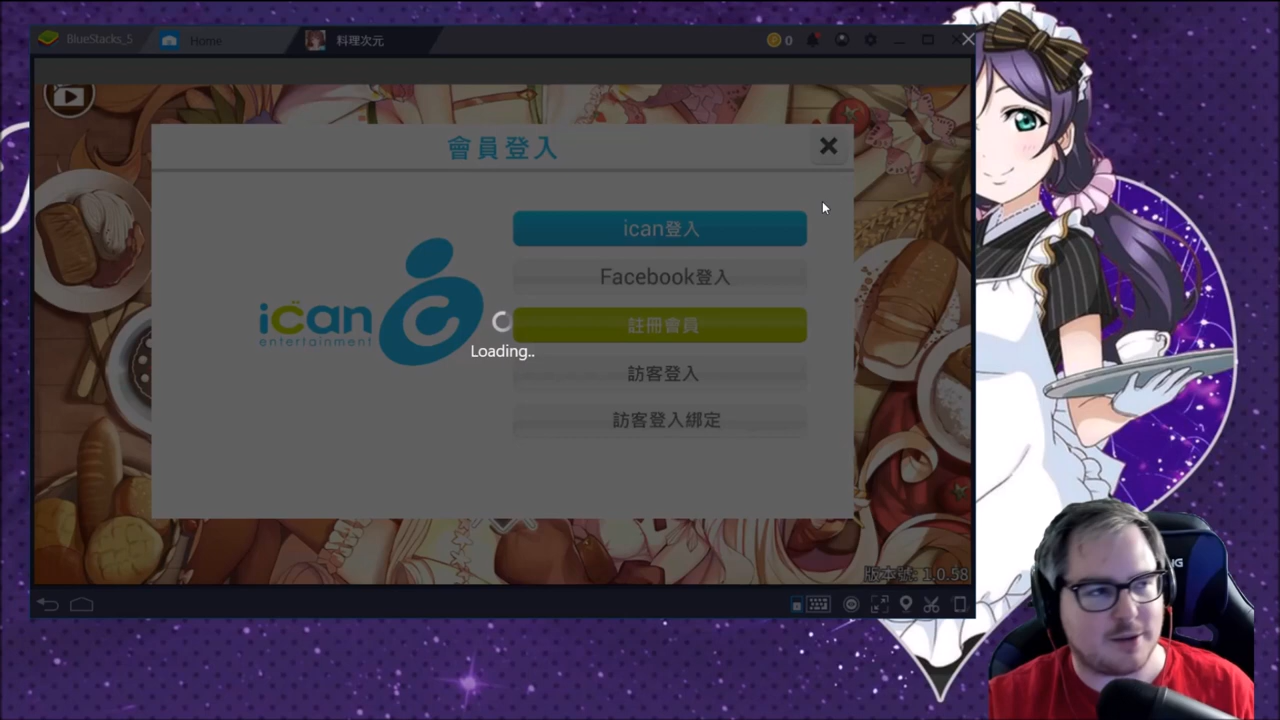 BlueStacks_5
Home
料理次元
0
會員登入
ican登入
Facebook登入
註冊會員
訪客登入
訪客登入綁定
ican
entertainment
Loading..
版本號: 1.0.58
NG